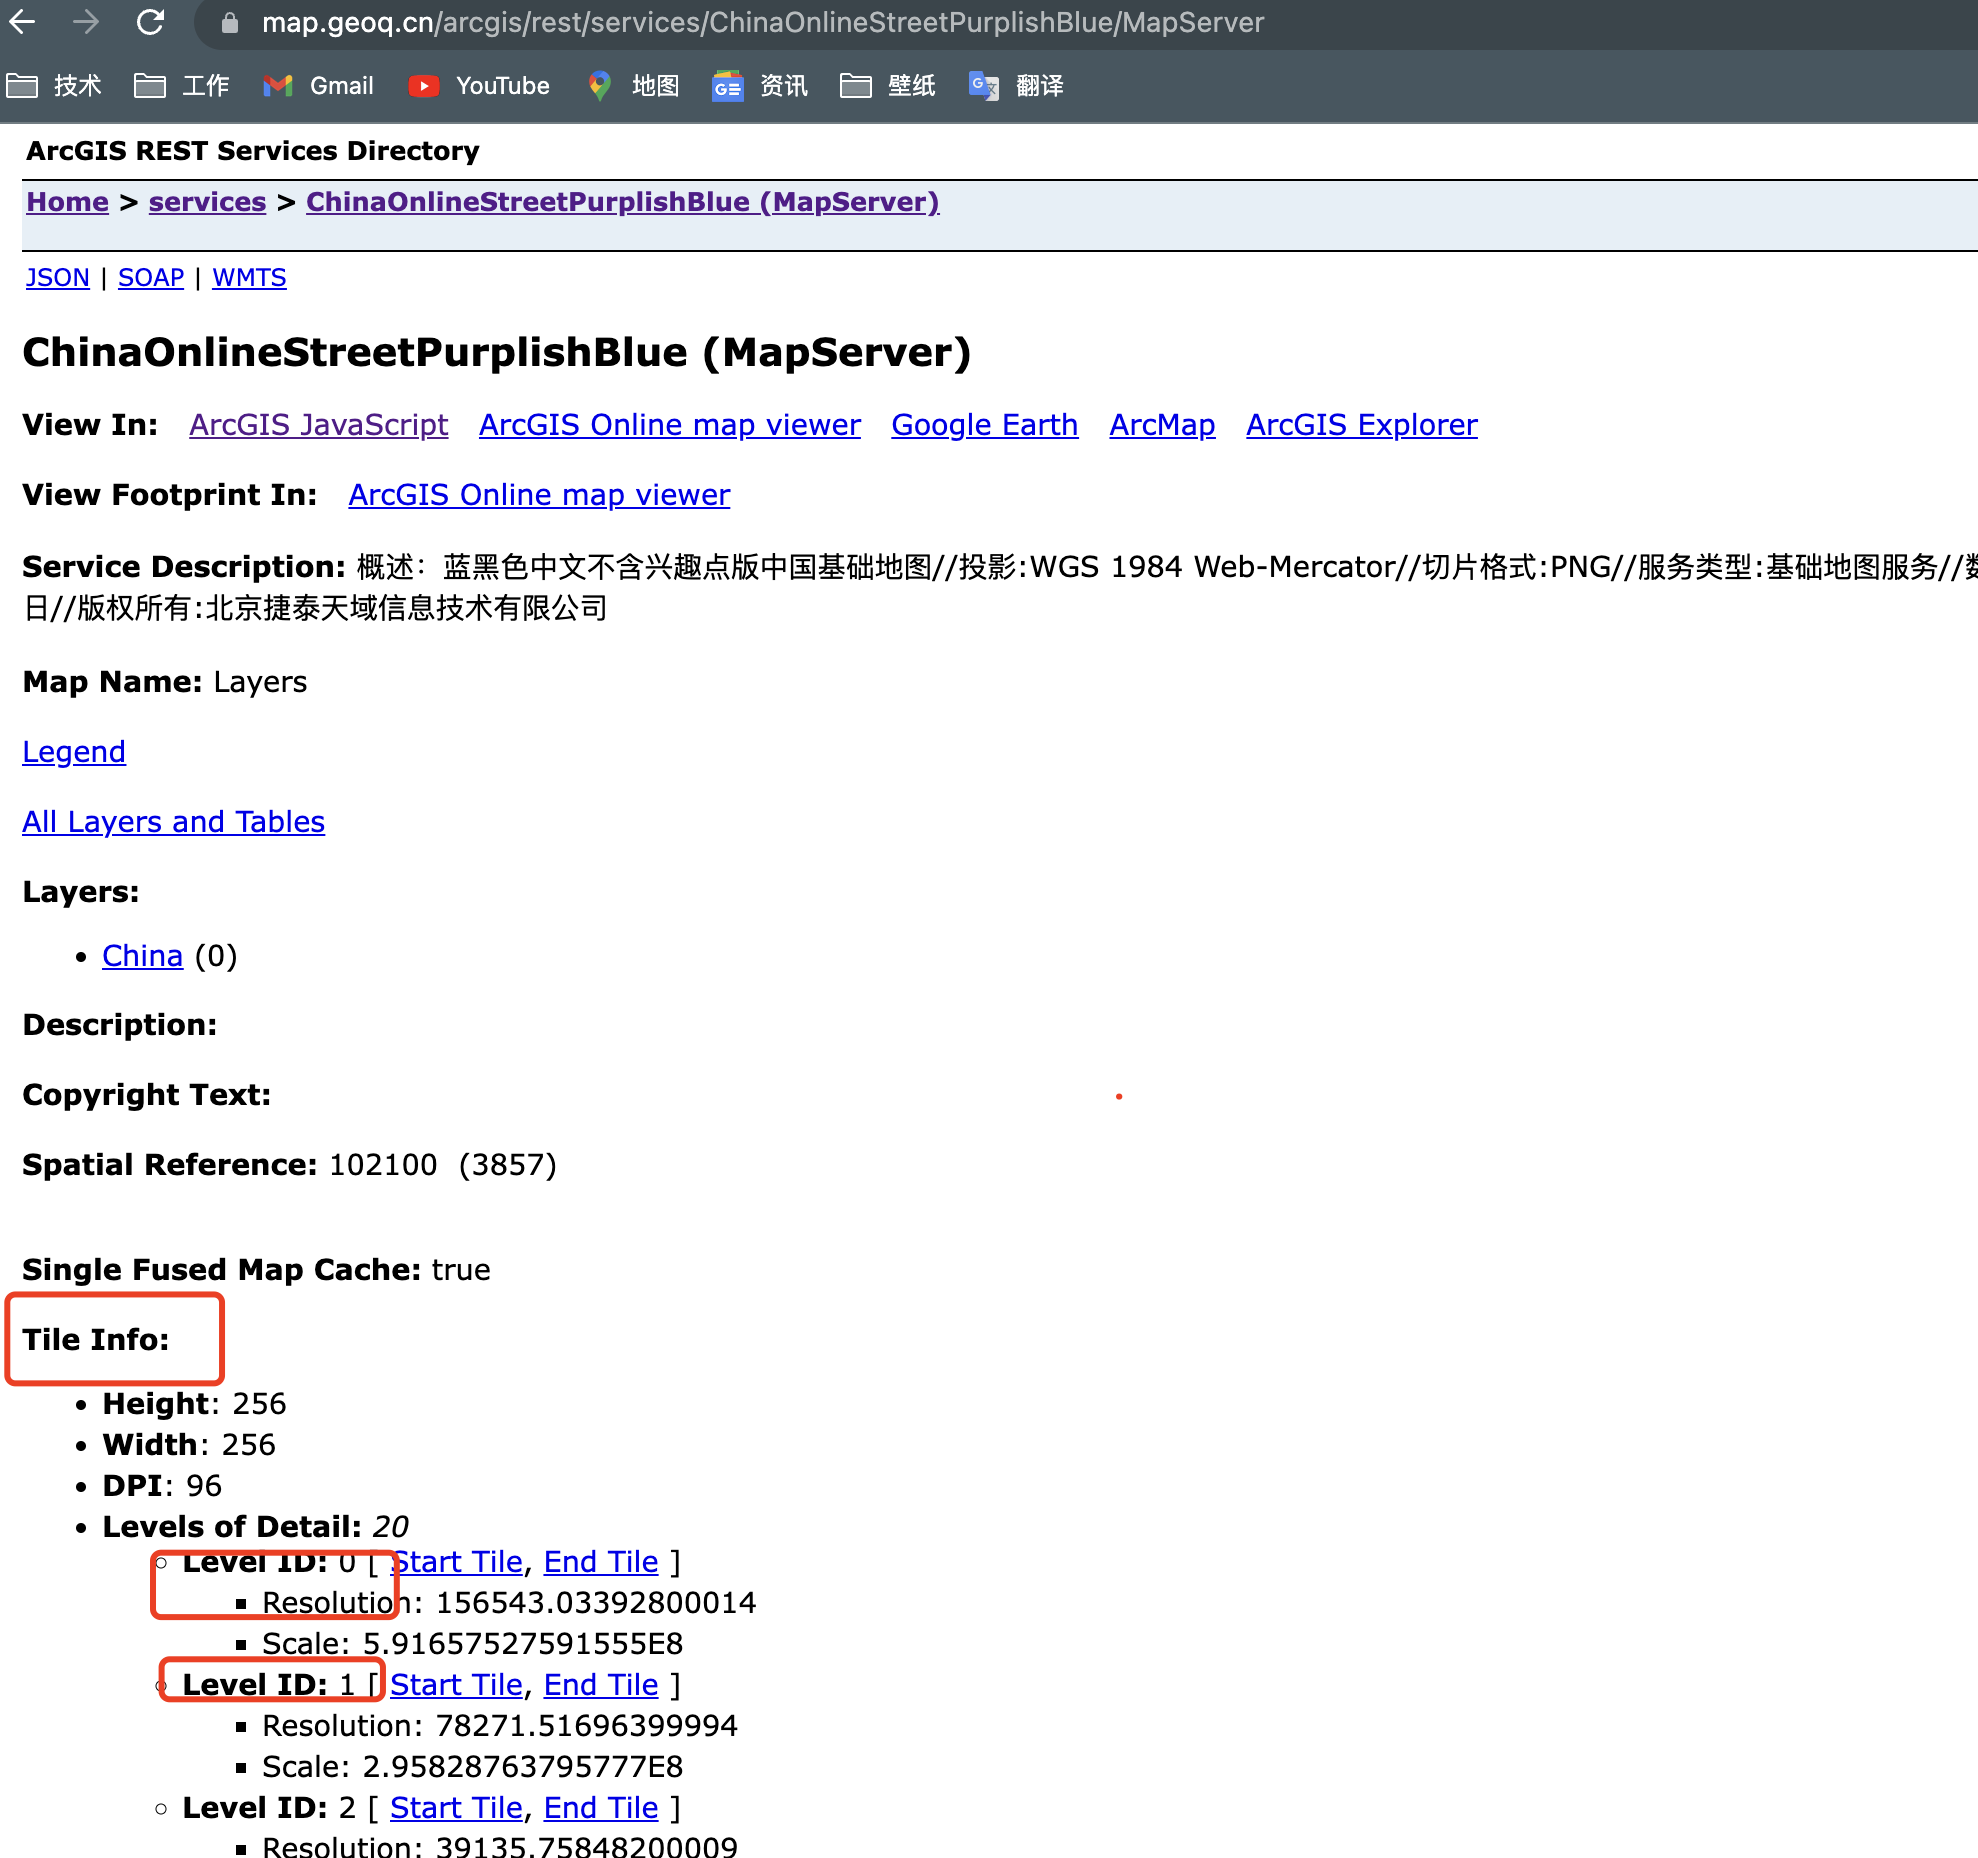 map.geoq.cn/arcgis/rest/services/ChinaOnlineStreetPurplishBlue/MapServer
技术 工作 Gmail YouTube 地图 资讯 壁纸 翻译
ArcGIS REST Services Directory
Home > services > ChinaOnlineStreetPurplishBlue (MapServer)
JSON | SOAP | WMTS
ChinaOnlineStreetPurplishBlue (MapServer)
View In: ArcGIS JavaScript ArcGIS Online map viewer Google Earth ArcMap ArcGIS Explorer
View Footprint In: ArcGIS Online map viewer
Service Description: 概述：蓝黑色中文不含兴趣点版中国基础地图//投影:WGS 1984 Web-Mercator//切片格式:PNG//服务类型:基础地图服务//
日//版权所有:北京捷泰天域信息技术有限公司
Map Name: Layers
Legend
All Layers and Tables
Layers:
• China (0)
Description:
Copyright Text:
Spatial Reference: 102100 (3857)
Single Fused Map Cache: true
Tile Info:
• Height: 256
• Width: 256
• DPI: 96
• Levels of Detail: 20
Level ID: 0 [ Start Tile, End Tile ]
Resolution: 156543.03392800014
Scale: 5.91657527591555E8
Level ID: 1 [ Start Tile, End Tile ]
Resolution: 78271.51696399994
Scale: 2.95828763795777E8
Level ID: 2 [ Start Tile, End Tile ]
Resolution: 39135.75848200009